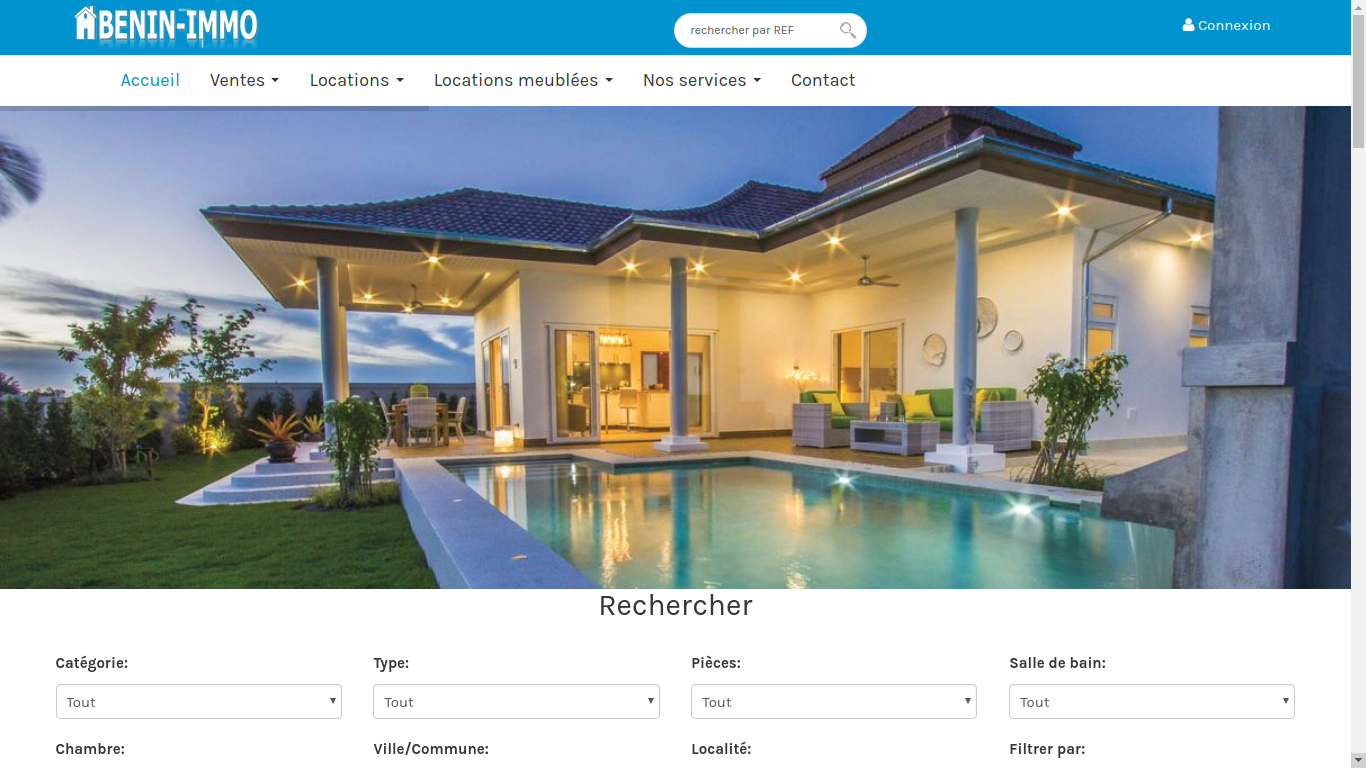 BENIN-IMMO
rechercher par REF
Connexion
Accueil Ventes Locations Locations meublées Nos services Contact
Rechercher
Catégorie: Type: Pièces: Salle de bain:
Tout Tout Tout Tout
Chambre: Ville/Commune: Localité: Filtrer par: